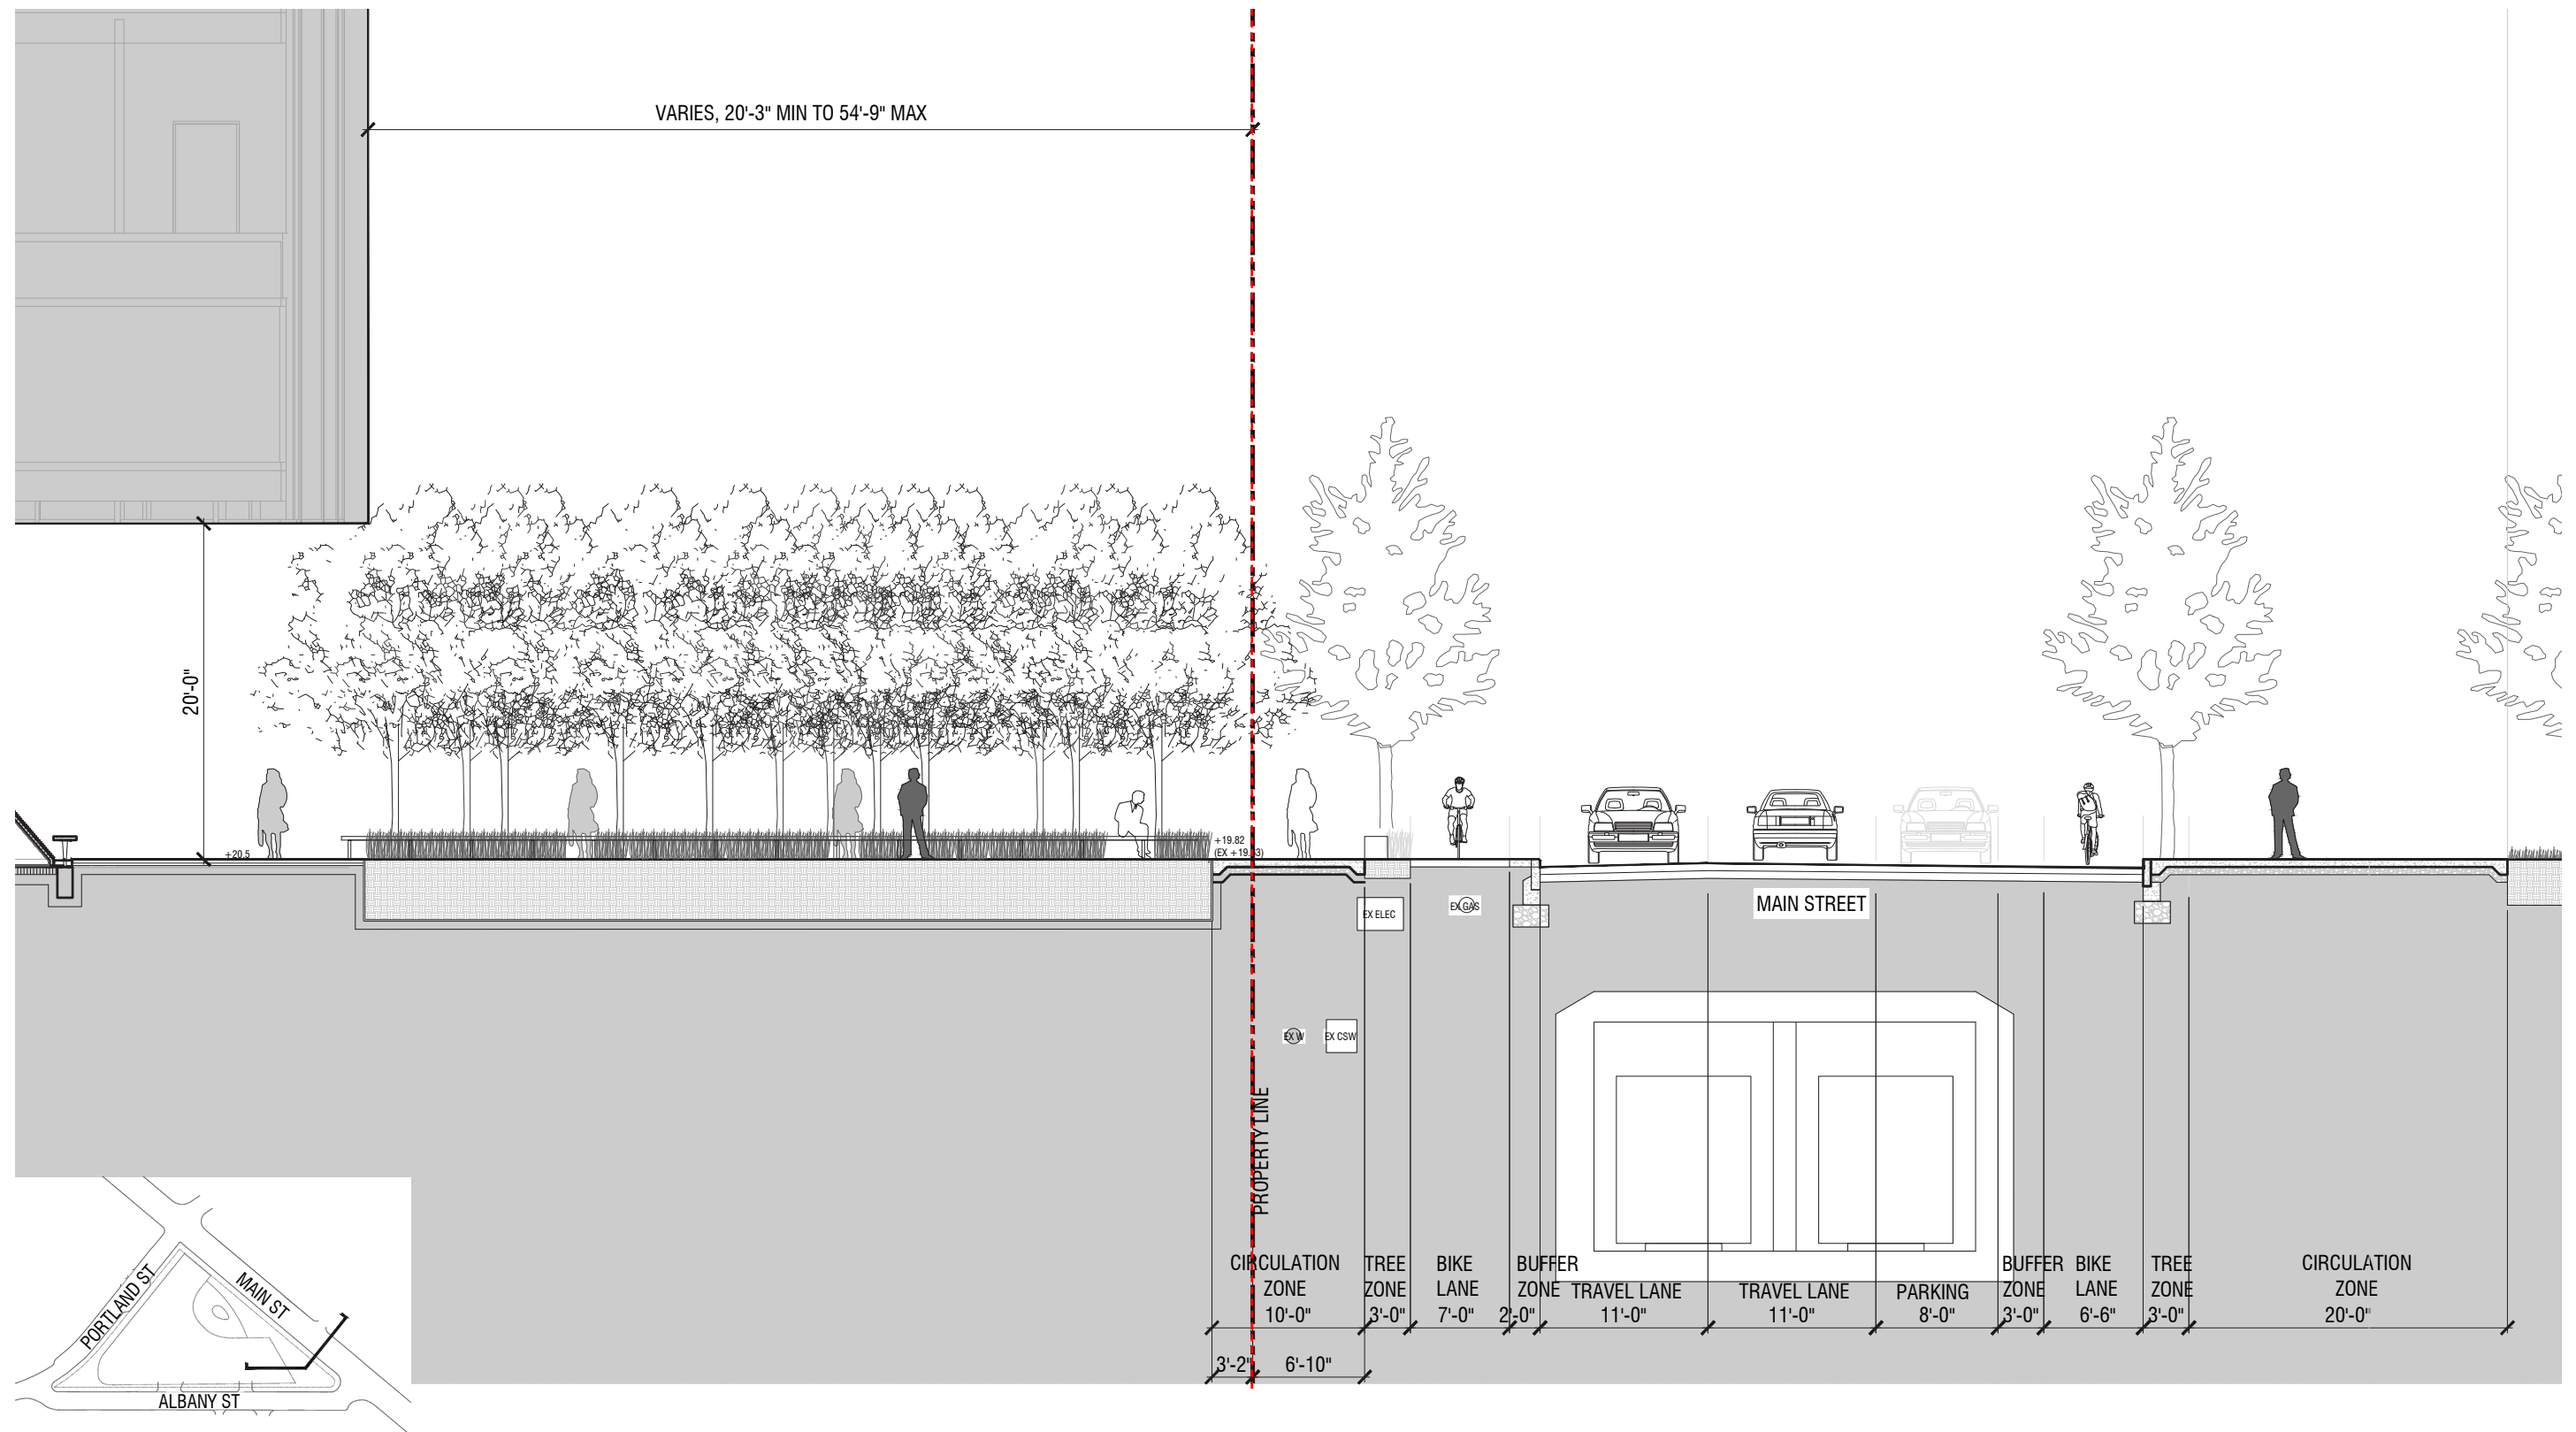 VARIES, 20'-3" MIN TO 54'-9" MAX
20'-0"
+20.5
+19.82
EX ELEC
EX GAS
MAIN STREET
EX W
EX CSW
PROPERTY LINE
CIRCULATION
ZONE
10'-0"
TREE
ZONE
3'-0"
BIKE
LANE
7'-0"
BUFFER
ZONE
2'-0"
TRAVEL LANE
11'-0"
TRAVEL LANE
11'-0"
PARKING
8'-0"
BUFFER
ZONE
3'-0"
BIKE
LANE
6'-6"
TREE
ZONE
3'-0"
CIRCULATION
ZONE
20'-0"
3'-2"
6'-10"
PORTLAND ST
MAIN ST
ALBANY ST